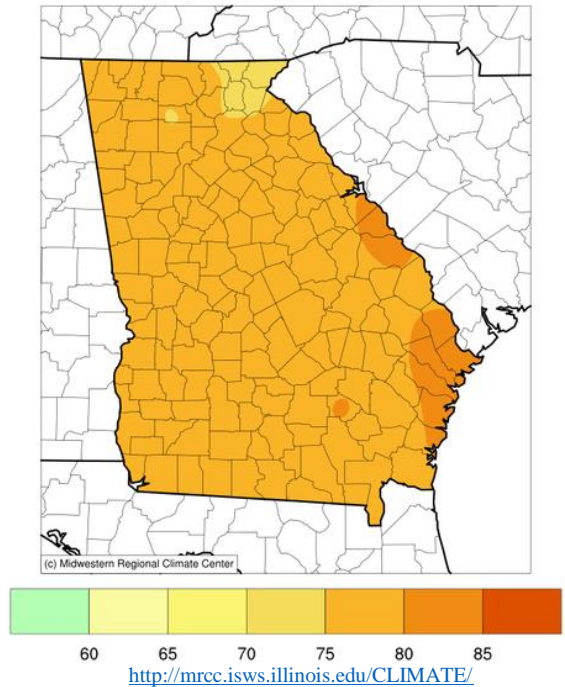 (c) Midwestern Regional Climate Center
60 65 70 75 80 85
http://mrcc.isws.illinois.edu/CLIMATE/